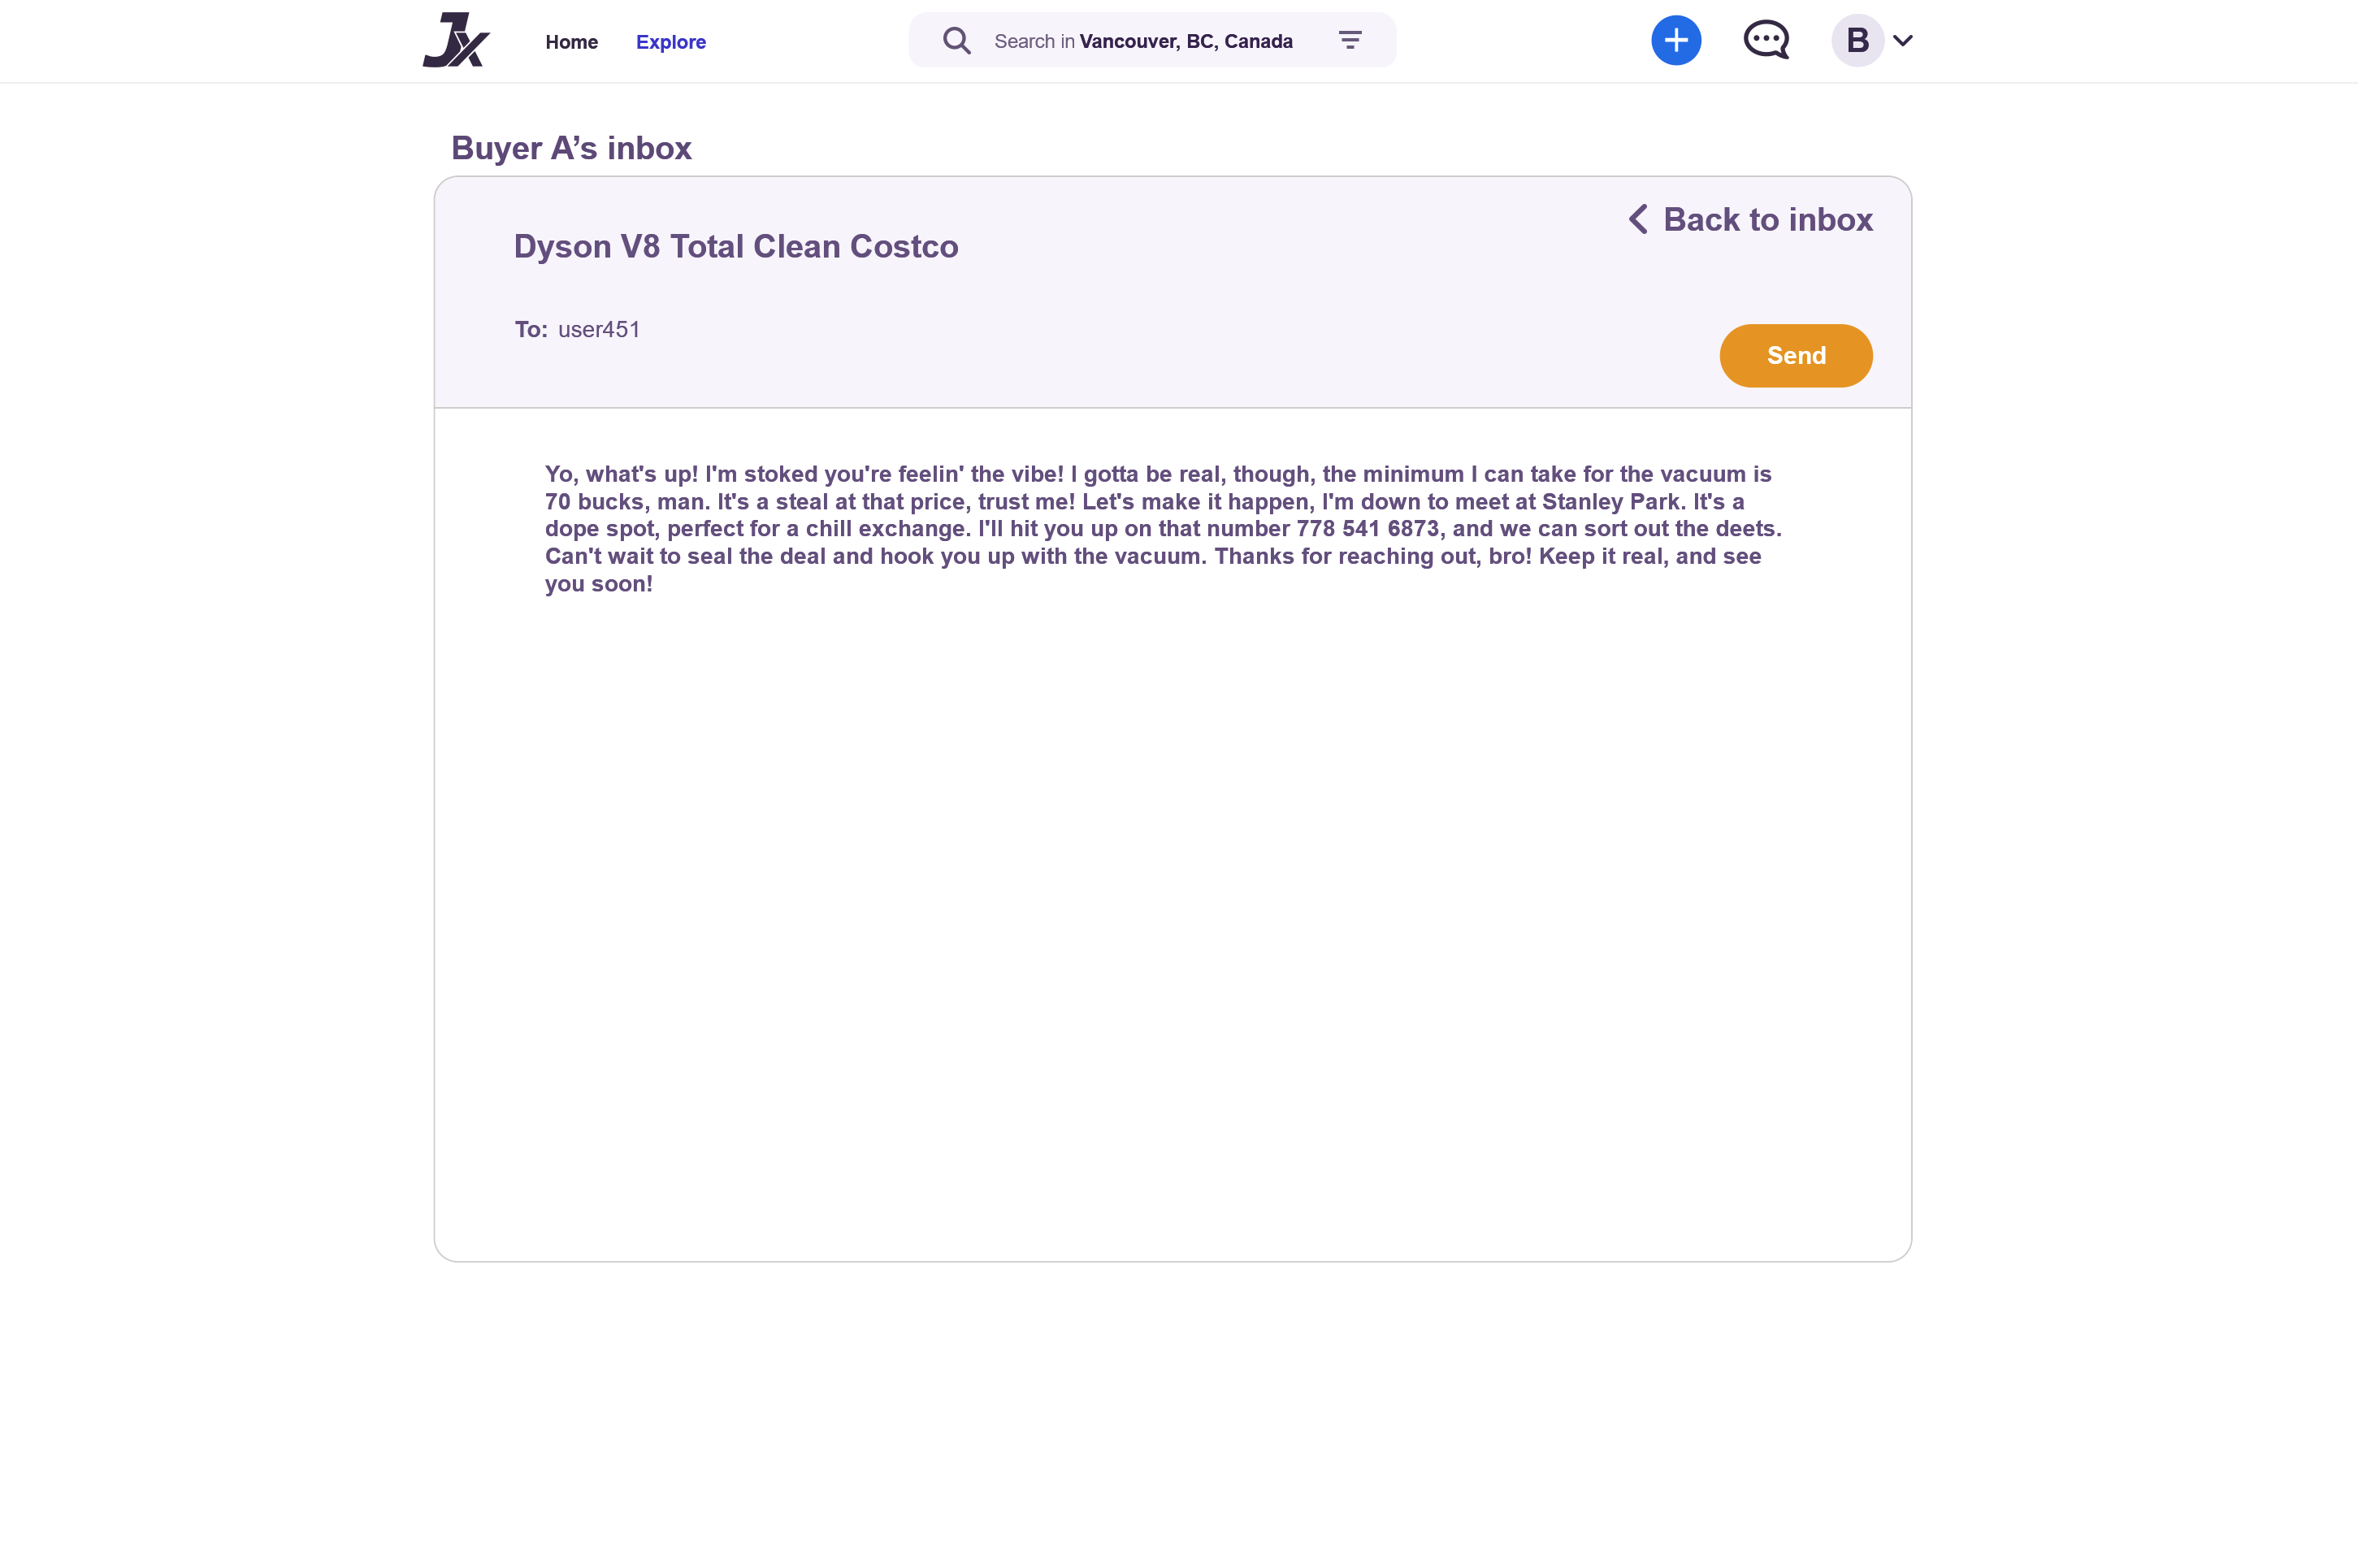 Jx
Home Explore Search in Vancouver, BC, Canada B
Buyer A’s inbox
Back to inbox
Dyson V8 Total Clean Costco
To: user451
Send
Yo, what's up! I'm stoked you're feelin' the vibe! I gotta be real, though, the minimum I can take for the vacuum is
70 bucks, man. It's a steal at that price, trust me! Let's make it happen, I'm down to meet at Stanley Park. It's a
dope spot, perfect for a chill exchange. I'll hit you up on that number 778 541 6873, and we can sort out the deets.
Can't wait to seal the deal and hook you up with the vacuum. Thanks for reaching out, bro! Keep it real, and see
you soon!